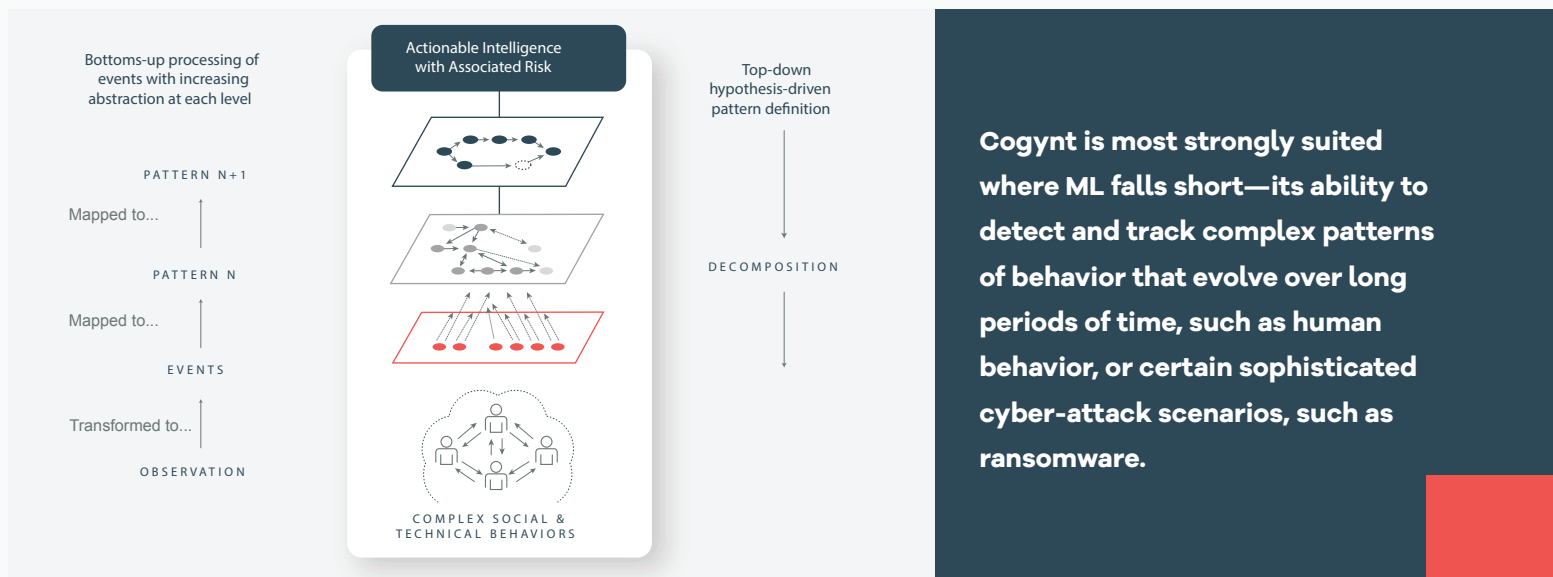 Bottoms-up processing of
events with increasing
abstraction at each level
PATTERN N+1
Mapped to...
PATTERN N
Mapped to...
EVENTS
Transformed to...
OBSERVATION
Actionable Intelligence
with Associated Risk
COMPLEX SOCIAL &
TECHNICAL BEHAVIORS
Top-down
hypothesis-driven
pattern definition
DECOMPOSITION
Cogynt is most strongly suited
where ML falls short—its ability to
detect and track complex patterns
of behavior that evolve over long
periods of time, such as human
behavior, or certain sophisticated
cyber-attack scenarios, such as
ransomware.